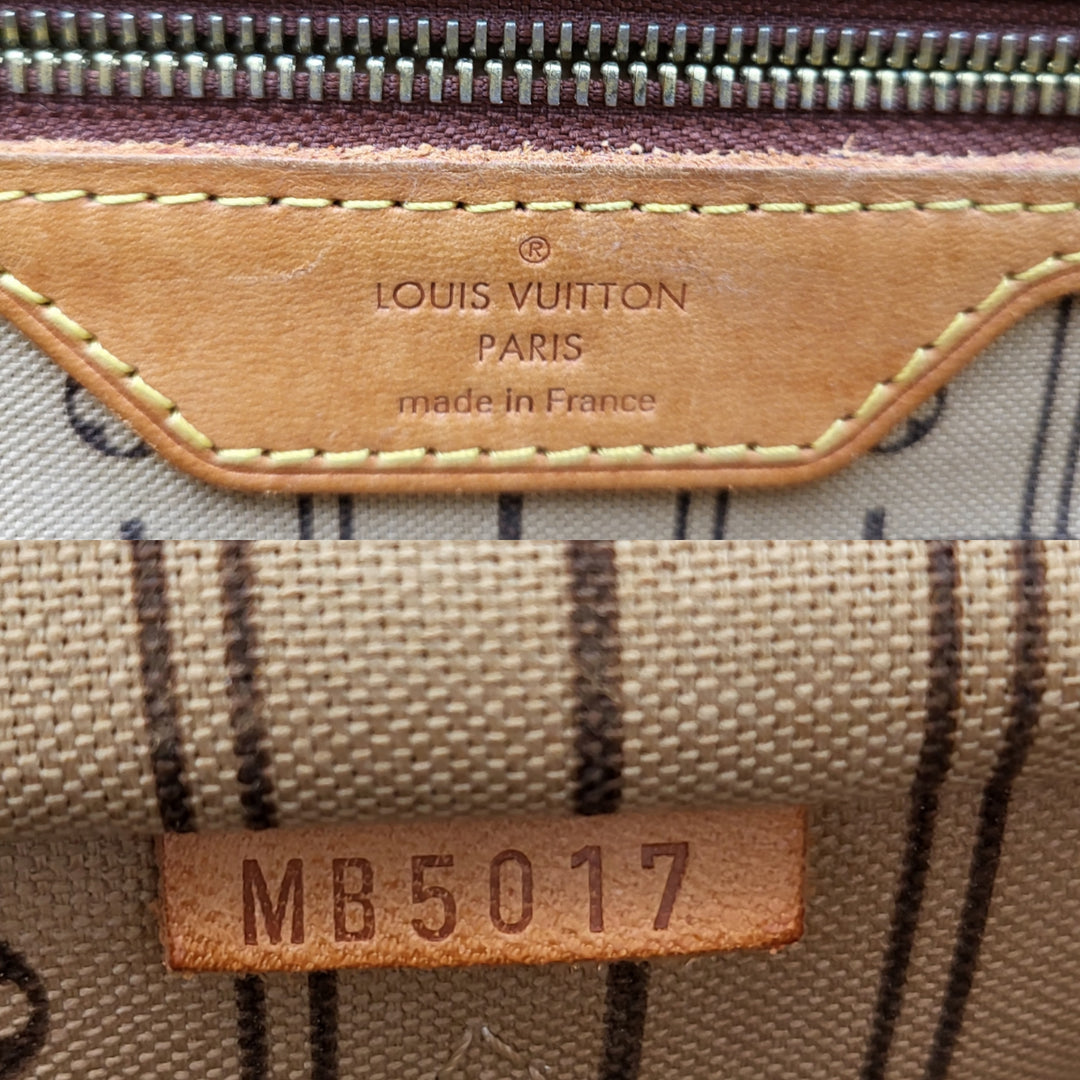 ®
LOUIS VUITTON
PARIS
made in France
MB5017